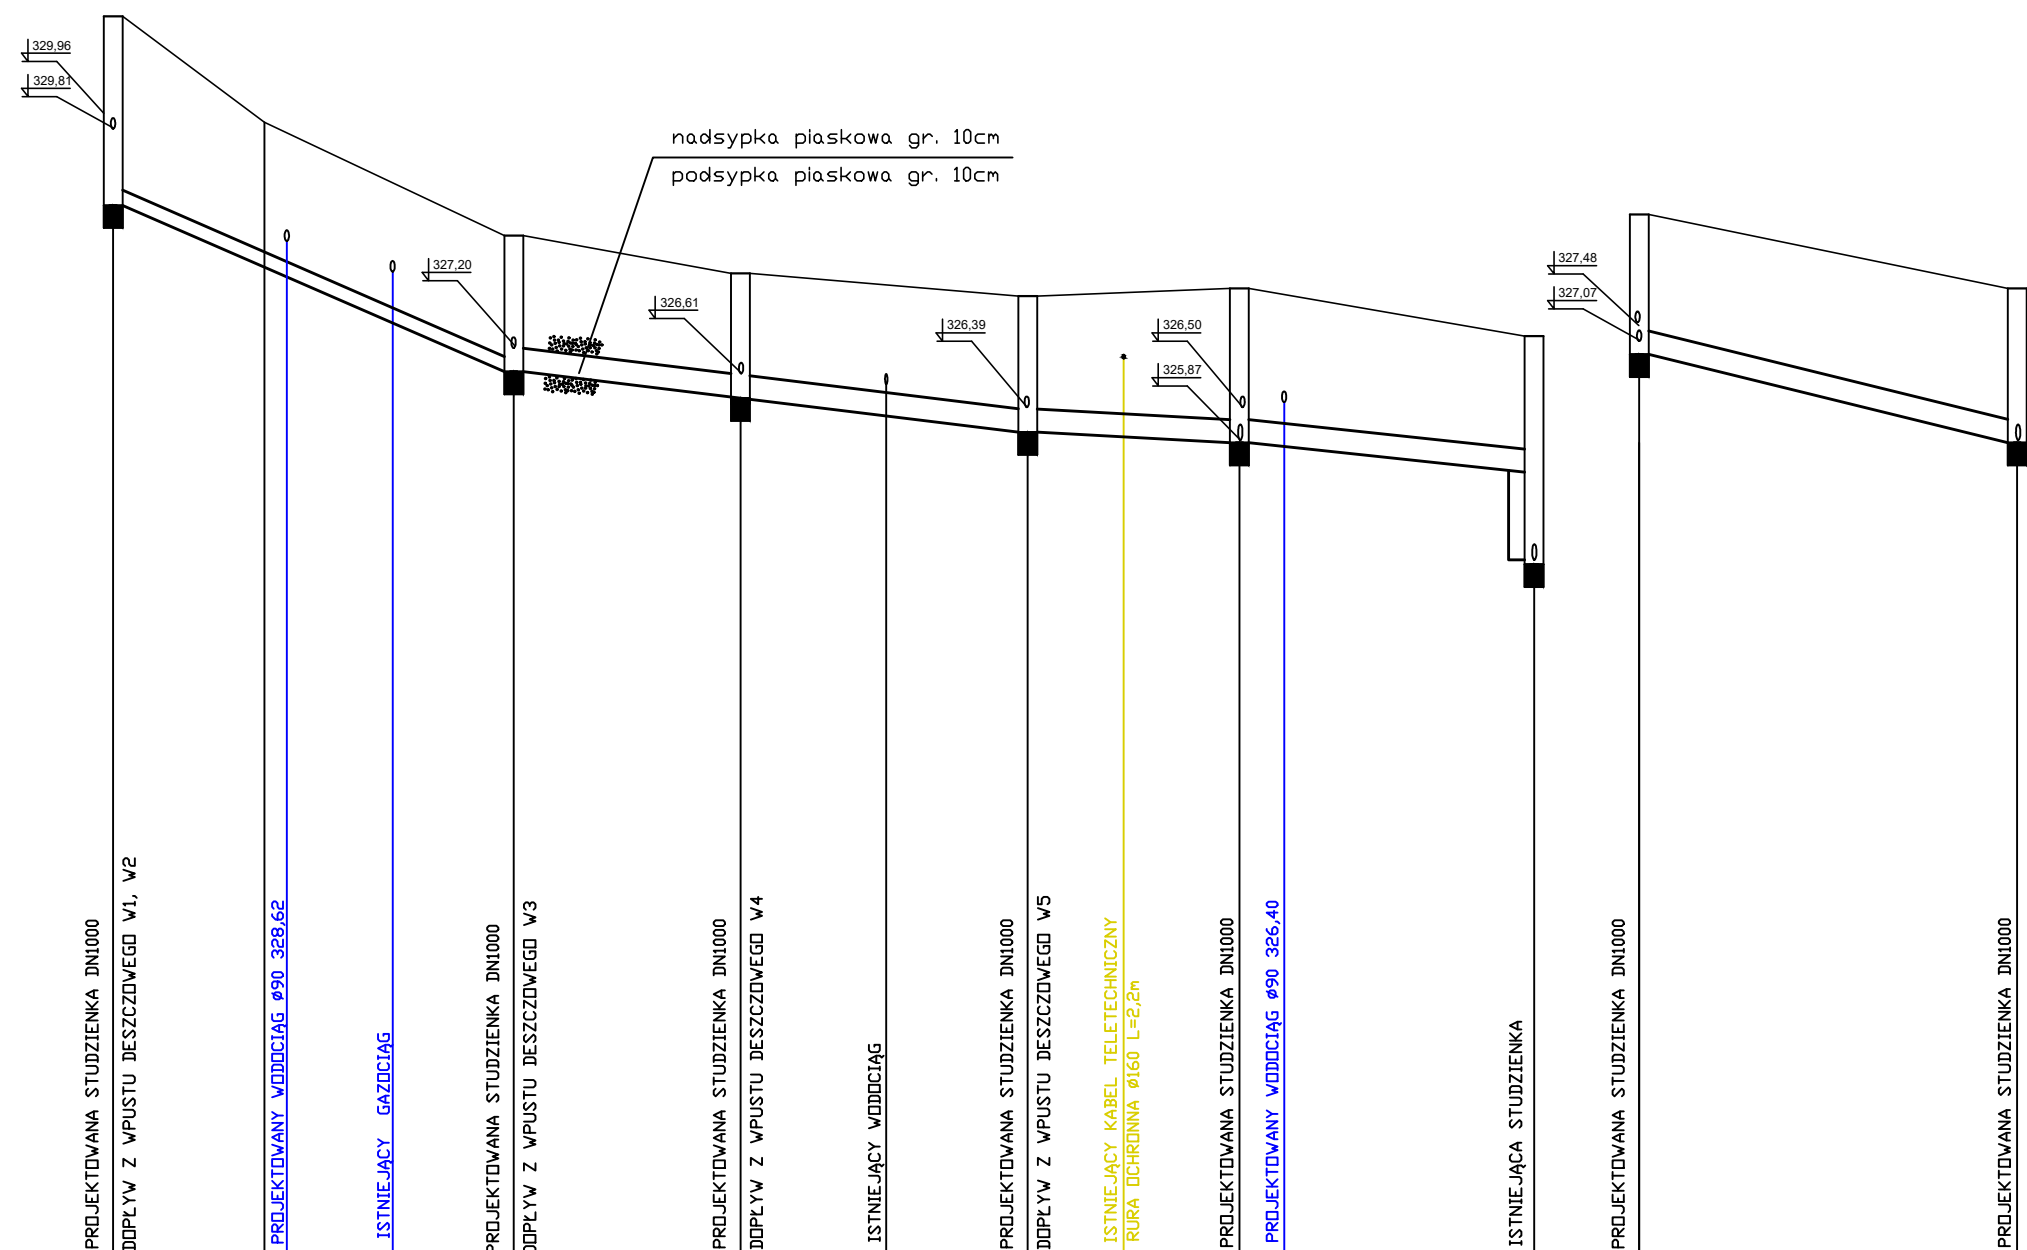 329,96
329,81
nadsypka piaskowa gr. 10cm
podsypka piaskowa gr. 10cm
327,20
326,61
326,39
326,50
325,87
327,48
327,07
PROJEKTOWANA STUDZIENKA DN1000
DOPŁYW Z WPUSTU DESZCZOWEGO W1, W2
PROJEKTOWANY WODOCIĄG ø90 328,62
ISTNIEJĄCY GAZOCIĄG
PROJEKTOWANA STUDZIENKA DN1000
DOPŁYW Z WPUSTU DESZCZOWEGO W3
PROJEKTOWANA STUDZIENKA DN1000
DOPŁYW Z WPUSTU DESZCZOWEGO W4
ISTNIEJĄCY WODOCIĄG
PROJEKTOWANA STUDZIENKA DN1000
DOPŁYW Z WPUSTU DESZCZOWEGO W5
ISTNIEJĄCY KABEL TELETECHNICZNY
RURA OCHRONNA ø160 L=2,2m
PROJEKTOWANA STUDZIENKA DN1000
PROJEKTOWANY WODOCIĄG ø90 326,40
ISTNIEJĄCA STUDZIENKA
PROJEKTOWANA STUDZIENKA DN1000
PROJEKTOWANA STUDZIENKA DN1000